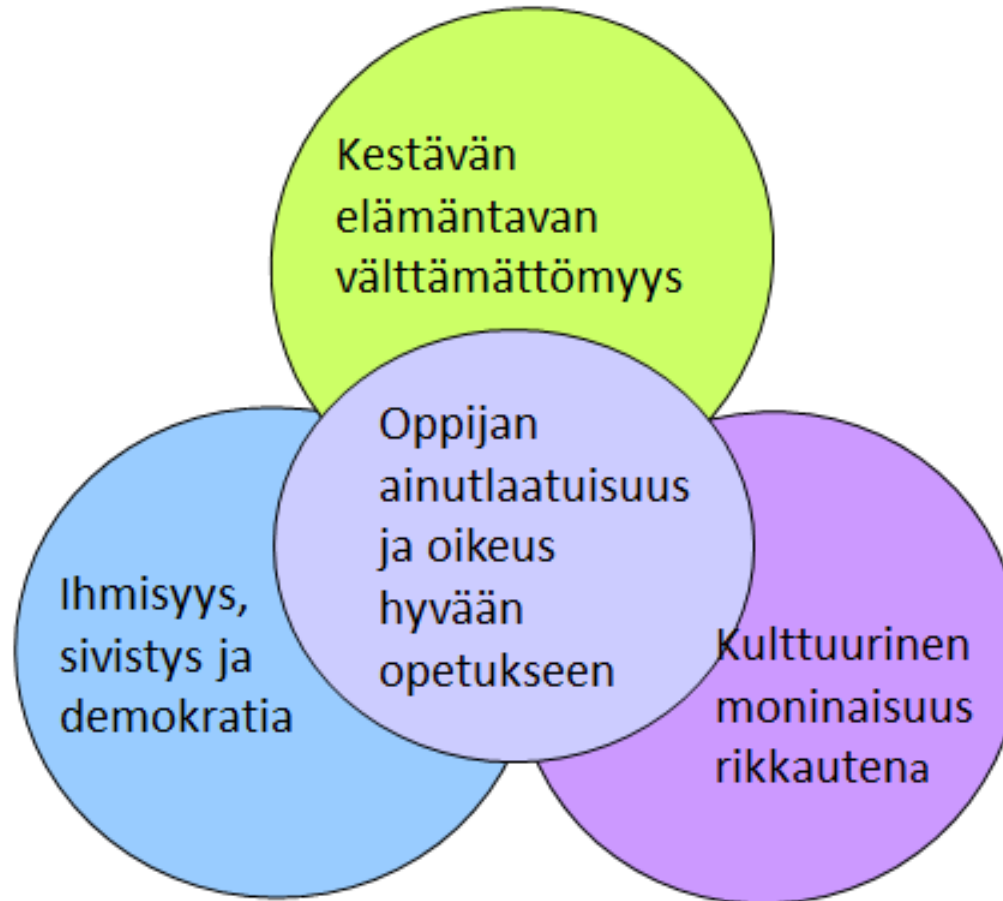 Kestävän
elämäntavan
välttämättömyys
Oppijan
ainutlaatuisuus
ja oikeus
hyvään
opetukseen
Ihmisyys,
sivistys ja
demokratia
Kulttuurinen
moninaisuus
rikkautena